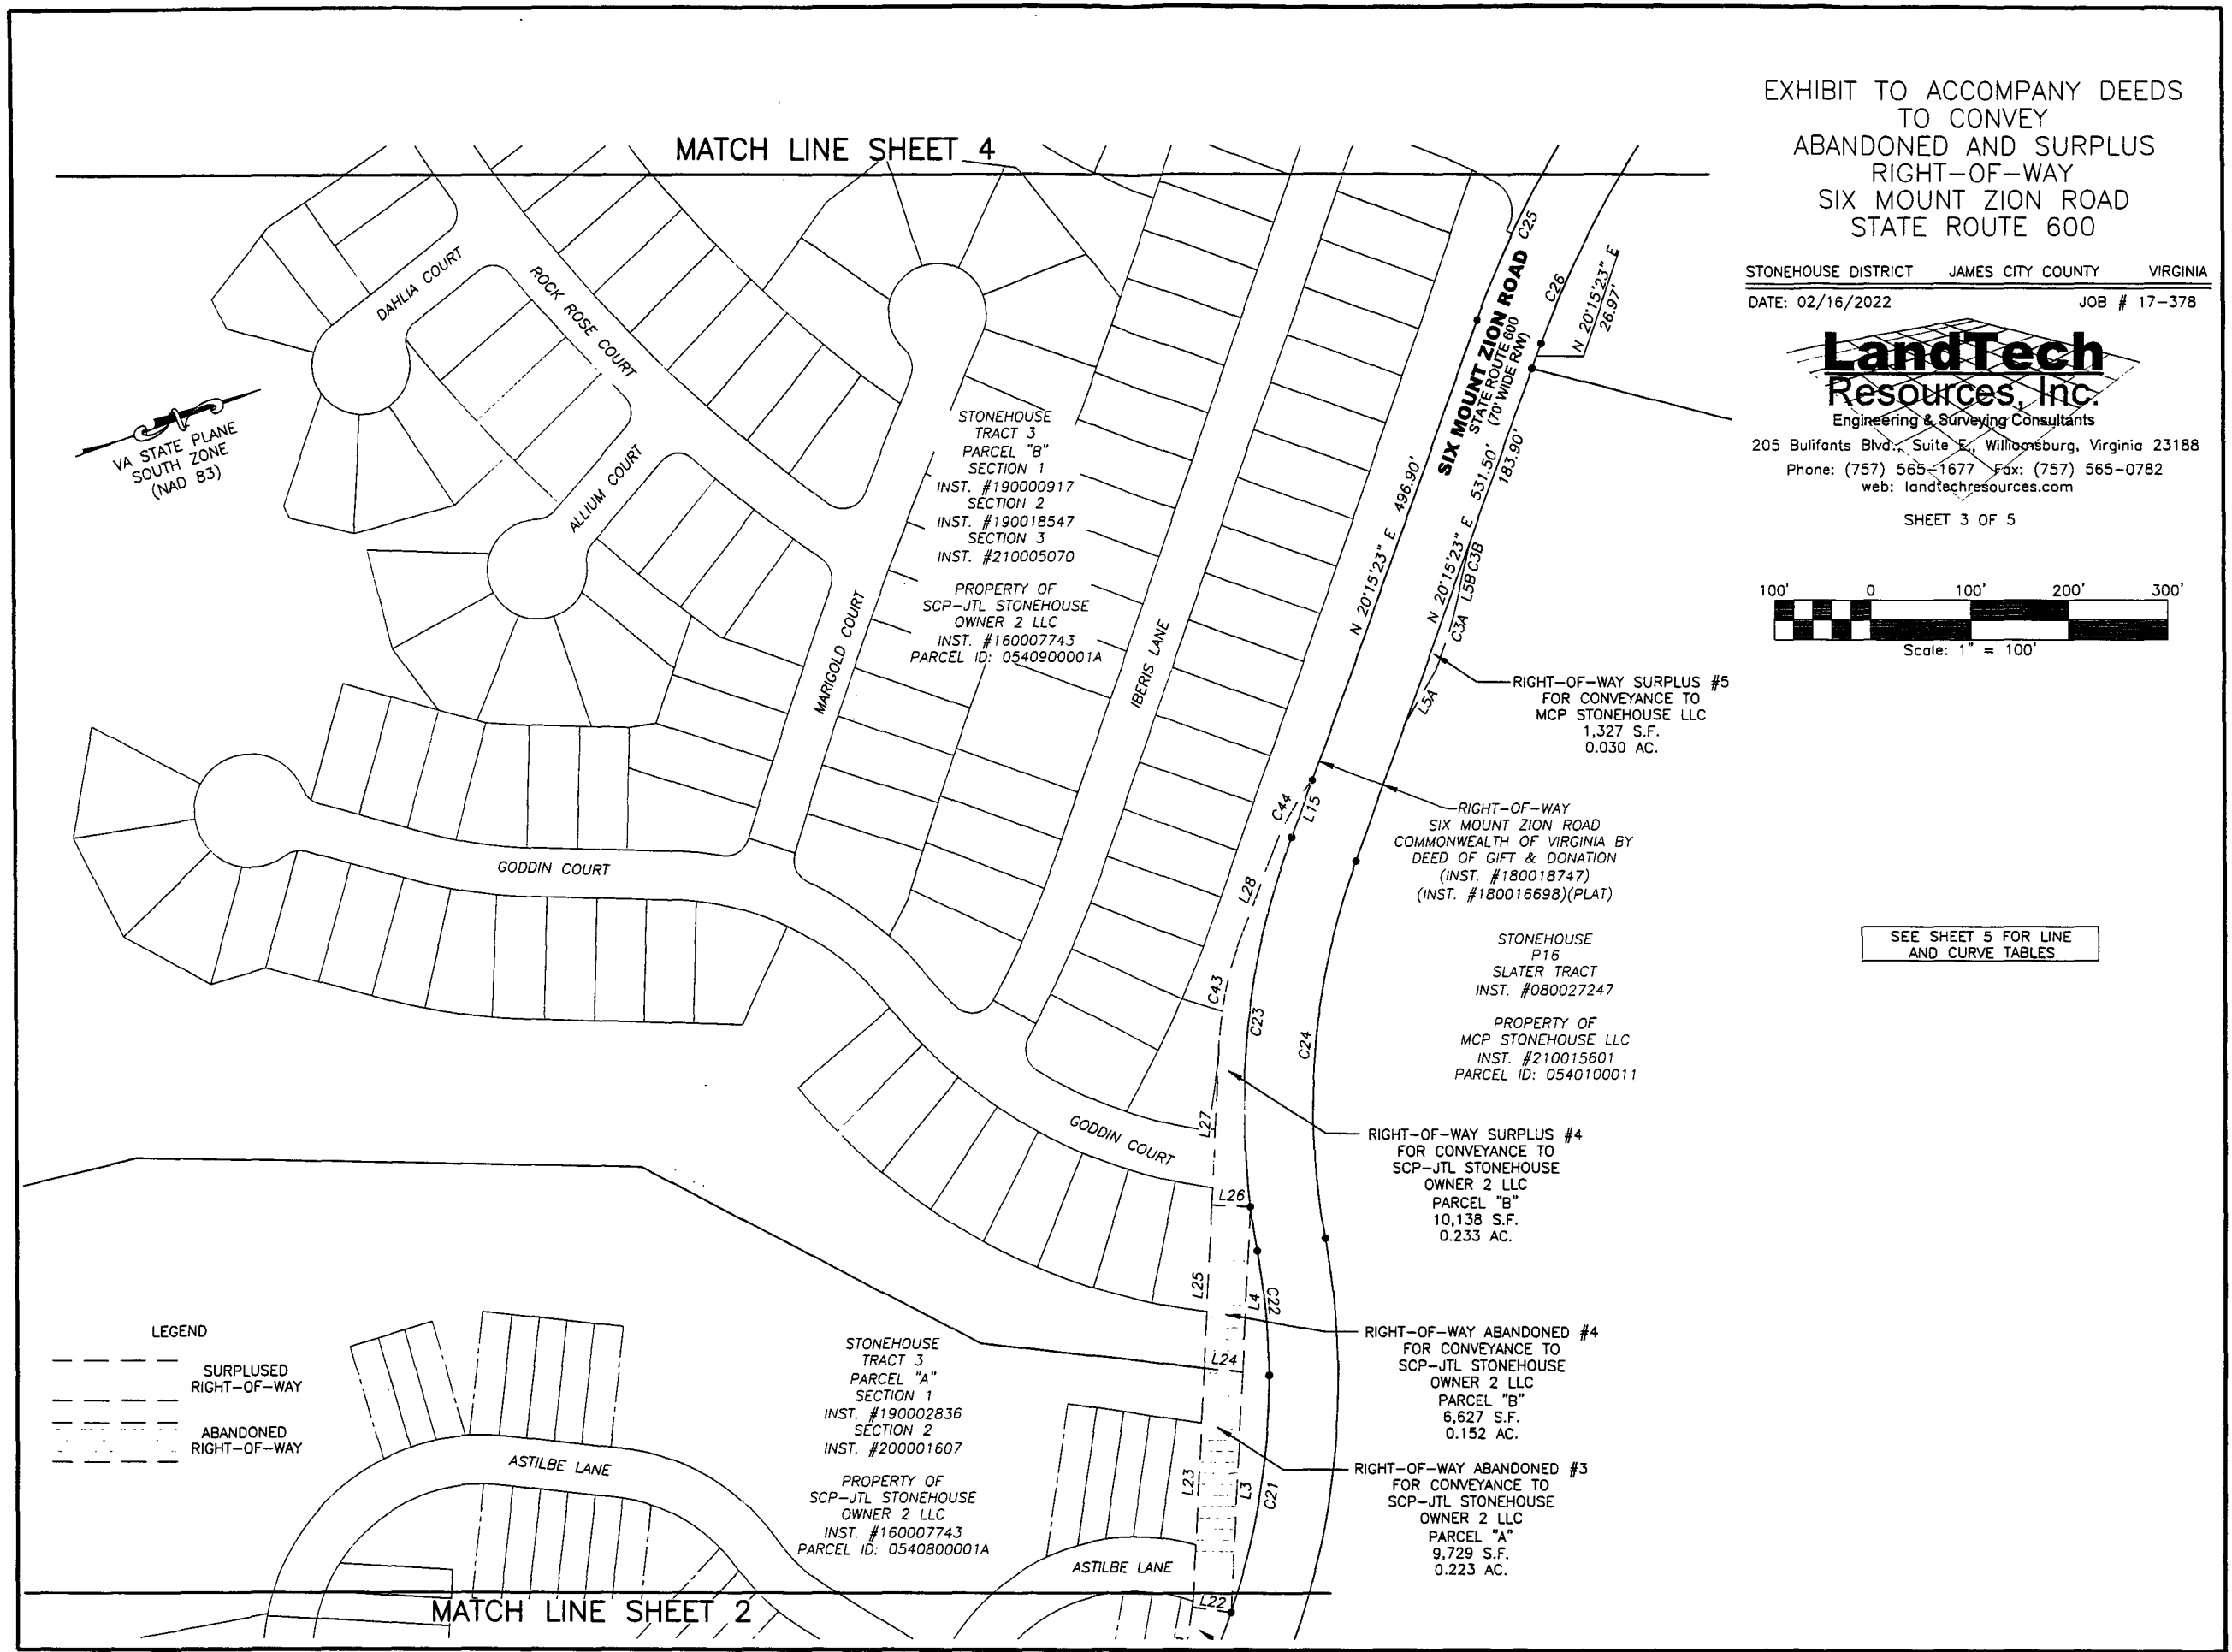 MATCH LINE SHEET 4
EXHIBIT TO ACCOMPANY DEEDS
TO CONVEY
ABANDONED AND SURPLUS
RIGHT-OF-WAY
SIX MOUNT ZION ROAD
STATE ROUTE 600
STONEHOUSE DISTRICT JAMES CITY COUNTY VIRGINIA
DATE: 02/16/2022 JOB # 17-378
LandTech
Resources, Inc.
Engineering & Surveying Consultants
205 Bulifants Blvd., Suite E., Williamsburg, Virginia 23188
Phone: (757) 565-1677 Fax: (757) 565-0782
web: landtechresources.com
SHEET 3 OF 5
100' 0 100' 200' 300'
Scale: 1" = 100'
SEE SHEET 5 FOR LINE
AND CURVE TABLES
VA STATE PLANE
SOUTH ZONE
(NAD 83)
DAHLIA COURT
ROCK ROSE COURT
ALLIUM COURT
MARIGOLD COURT
IBERIS LANE
GODDIN COURT
GODDIN COURT
STONEHOUSE
TRACT 3
PARCEL "B"
SECTION 1
INST. #190000917
SECTION 2
INST. #190018547
SECTION 3
INST. #210005070
PROPERTY OF
SCP-JTL STONEHOUSE
OWNER 2 LLC
INST. #160007743
PARCEL ID: 0540900001A
SIX MOUNT ZION ROAD
STATE ROUTE 600
(70' WIDE R/W)
C25
C26
N 20°15'23" E
26.97'
N 20°15'23" E 496.90'
N 20°15'23" E 531.50'
183.90'
C3A L5B C3B
L5A
RIGHT-OF-WAY SURPLUS #5
FOR CONVEYANCE TO
MCP STONEHOUSE LLC
1,327 S.F.
0.030 AC.
C44
L15
L28
C43
C23
C24
RIGHT-OF-WAY
SIX MOUNT ZION ROAD
COMMONWEALTH OF VIRGINIA BY
DEED OF GIFT & DONATION
(INST. #180018747)
(INST. #180016698)(PLAT)
STONEHOUSE
P16
SLATER TRACT
INST. #080027247
PROPERTY OF
MCP STONEHOUSE LLC
INST. #210015601
PARCEL ID: 0540100011
L27
L26
RIGHT-OF-WAY SURPLUS #4
FOR CONVEYANCE TO
SCP-JTL STONEHOUSE
OWNER 2 LLC
PARCEL "B"
10,138 S.F.
0.233 AC.
L25
L4
C22
L24
RIGHT-OF-WAY ABANDONED #4
FOR CONVEYANCE TO
SCP-JTL STONEHOUSE
OWNER 2 LLC
PARCEL "B"
6,627 S.F.
0.152 AC.
L23
L3
C21
L22
RIGHT-OF-WAY ABANDONED #3
FOR CONVEYANCE TO
SCP-JTL STONEHOUSE
OWNER 2 LLC
PARCEL "A"
9,729 S.F.
0.223 AC.
LEGEND
SURPLUSED
RIGHT-OF-WAY
ABANDONED
RIGHT-OF-WAY
STONEHOUSE
TRACT 3
PARCEL "A"
SECTION 1
INST. #190002836
SECTION 2
INST. #200001607
PROPERTY OF
SCP-JTL STONEHOUSE
OWNER 2 LLC
INST. #160007743
PARCEL ID: 0540800001A
ASTILBE LANE
ASTILBE LANE
MATCH LINE SHEET 2